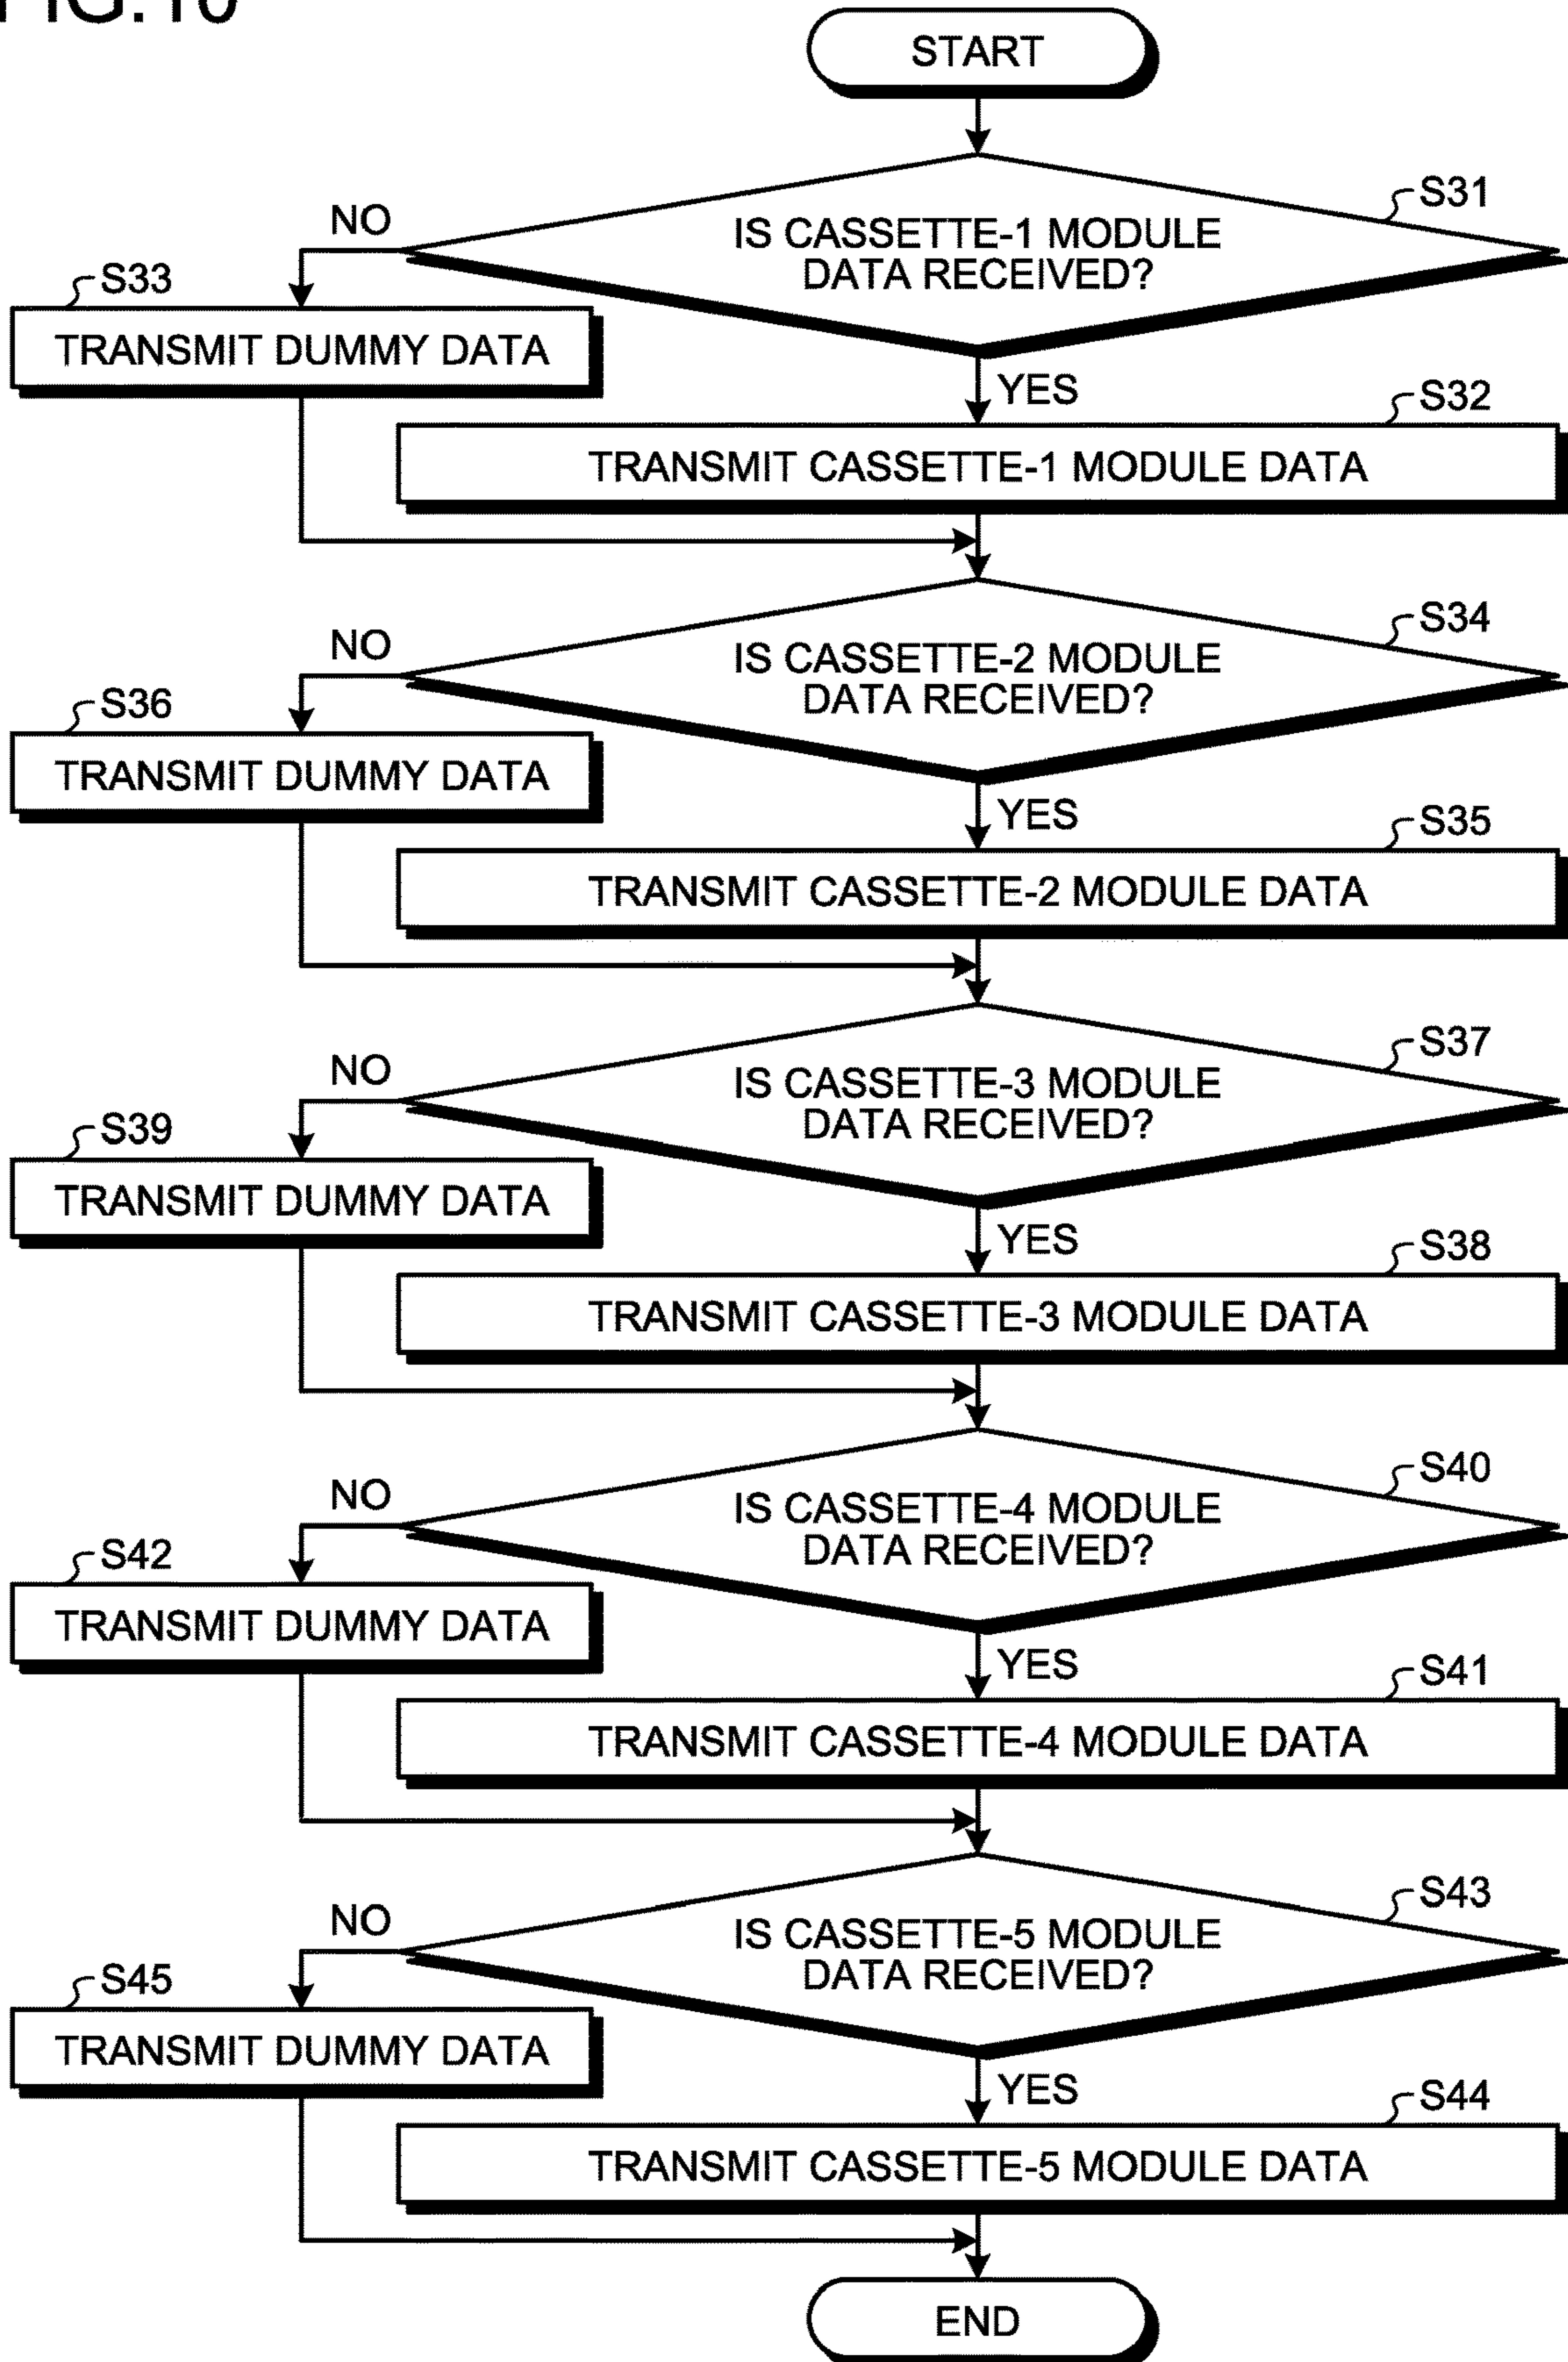 FIG.10
START
S31
IS CASSETTE-1 MODULE
DATA RECEIVED?
NO
S33
TRANSMIT DUMMY DATA
YES
S32
TRANSMIT CASSETTE-1 MODULE DATA
S34
IS CASSETTE-2 MODULE
DATA RECEIVED?
NO
S36
TRANSMIT DUMMY DATA
YES
S35
TRANSMIT CASSETTE-2 MODULE DATA
S37
IS CASSETTE-3 MODULE
DATA RECEIVED?
NO
S39
TRANSMIT DUMMY DATA
YES
S38
TRANSMIT CASSETTE-3 MODULE DATA
S40
IS CASSETTE-4 MODULE
DATA RECEIVED?
NO
S42
TRANSMIT DUMMY DATA
YES
S41
TRANSMIT CASSETTE-4 MODULE DATA
S43
IS CASSETTE-5 MODULE
DATA RECEIVED?
NO
S45
TRANSMIT DUMMY DATA
YES
S44
TRANSMIT CASSETTE-5 MODULE DATA
END